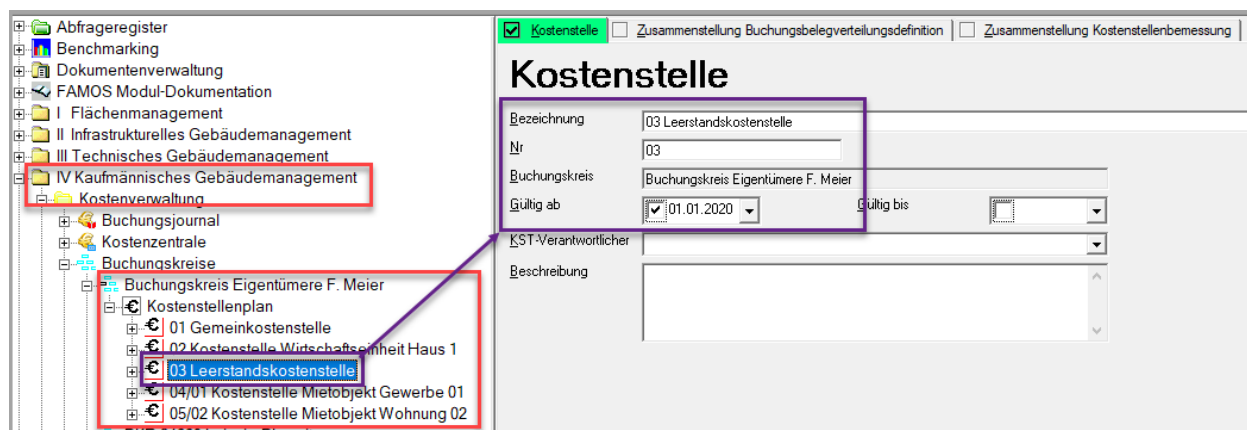 Abfrageregister
Benchmarking
Dokumentenverwaltung
FAMOS Modul-Dokumentation
I Flächenmanagement
II Infrastrukturelles Gebäudemanagement
III Technisches Gebäudemanagement
IV Kaufmännisches Gebäudemanagement
Kostenverwaltung
Buchungsjournal
Kostenzentrale
Buchungskreise
Buchungskreis Eigentümere F. Meier
Kostenstellenplan
01 Gemeinkostenstelle
02 Kostenstelle Wirtschaftseinheit Haus 1
03 Leerstandskostenstelle
04/01 Kostenstelle Mietobjekt Gewerbe 01
05/02 Kostenstelle Mietobjekt Wohnung 02
Kostenstelle Zusammenstellung Buchungsbelegverteilungsdefinition Zusammenstellung Kostenstellenbemessung
Kostenstelle
Bezeichnung 03 Leerstandskostenstelle
Nr 03
Buchungskreis Buchungskreis Eigentümere F. Meier
Gültig ab 01.01.2020 Gültig bis
KST-Verantwortlicher
Beschreibung